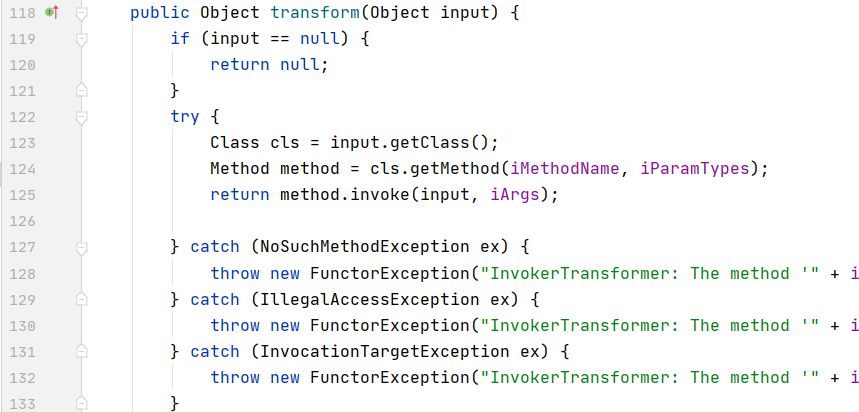 118 public Object transform(Object input) {
119 if (input == null) {
120 return null;
121 }
122 try {
123 Class cls = input.getClass();
124 Method method = cls.getMethod(iMethodName, iParamTypes);
125 return method.invoke(input, iArgs);
126
127 } catch (NoSuchMethodException ex) {
128 throw new FunctorException("InvokerTransformer: The method '" + i
129 } catch (IllegalAccessException ex) {
130 throw new FunctorException("InvokerTransformer: The method '" + i
131 } catch (InvocationTargetException ex) {
132 throw new FunctorException("InvokerTransformer: The method '" + i
133 }